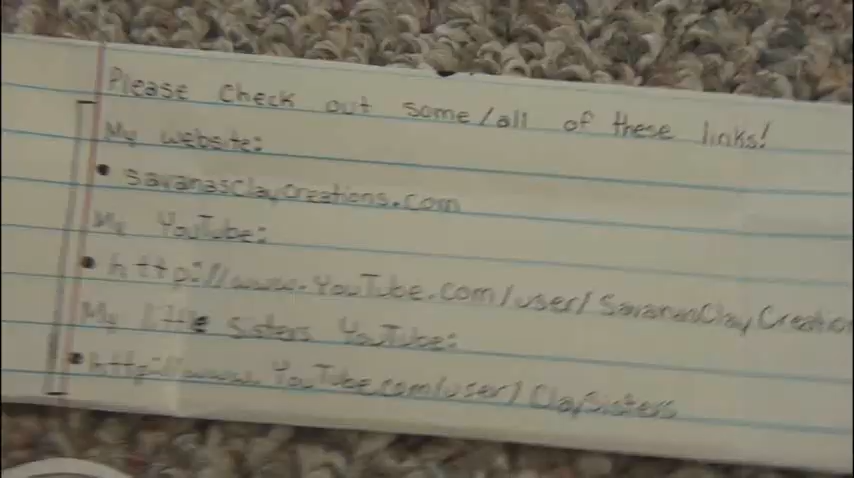 Please Check out some/all of these links!
My website:
• savanasClayCreations.com
My YouTube:
• http://www.YouTube.com/user/SavanasClayCreatio
My little sisters YouTube:
• http://www.YouTube.com/user/ClaySisters